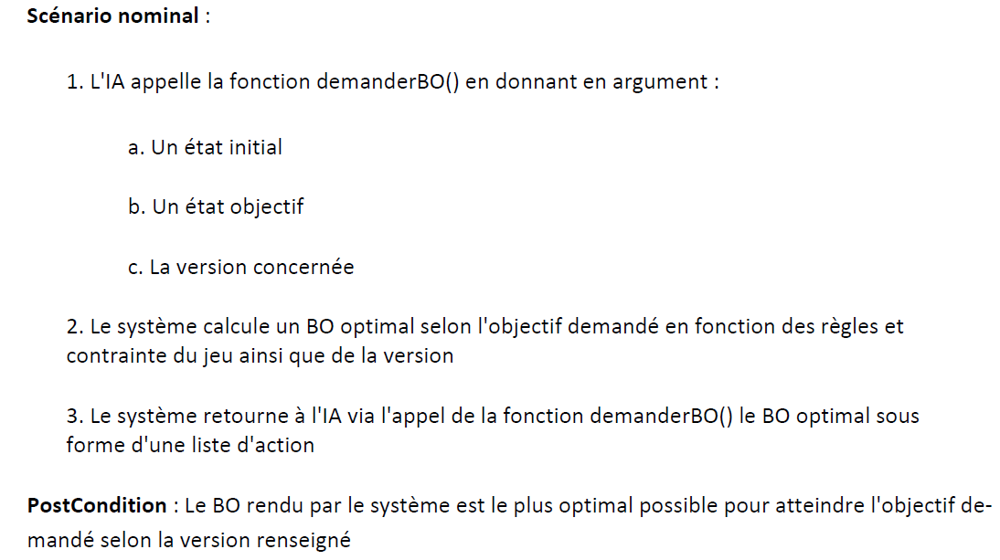 Scénario nominal :
1. L'IA appelle la fonction demanderBO() en donnant en argument :
a. Un état initial
b. Un état objectif
c. La version concernée
2. Le système calcule un BO optimal selon l'objectif demandé en fonction des règles et
contrainte du jeu ainsi que de la version
3. Le système retourne à l'IA via l'appel de la fonction demanderBO() le BO optimal sous
forme d'une liste d'action
PostCondition : Le BO rendu par le système est le plus optimal possible pour atteindre l'objectif de-
mandé selon la version renseigné